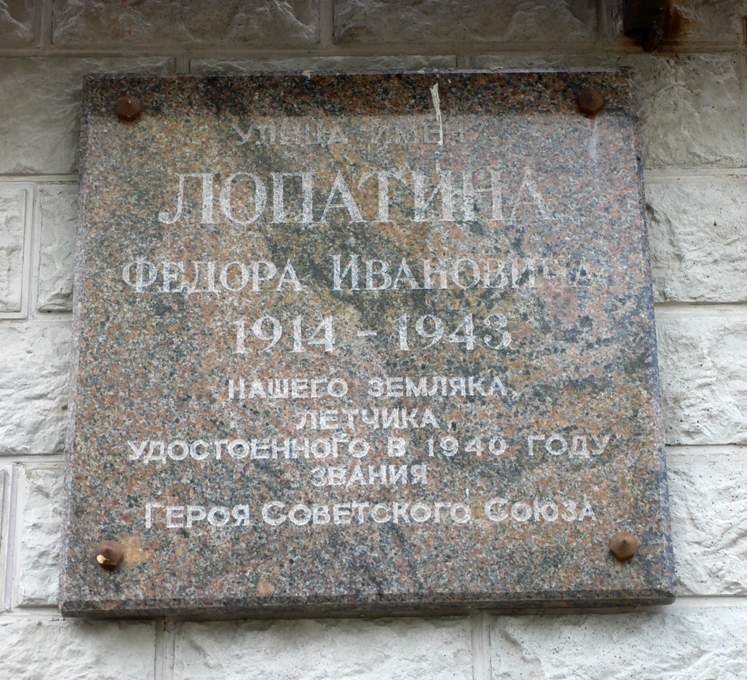 УЛИЦА ИМЕНИ
ЛОПАТИНА
ФЕДОРА ИВАНОВИЧА
1914 - 1943
НАШЕГО ЗЕМЛЯКА,
ЛЕТЧИКА,
УДОСТОЕННОГО В 1940 ГОДУ
ЗВАНИЯ
ГЕРОЯ СОВЕТСКОГО СОЮЗА